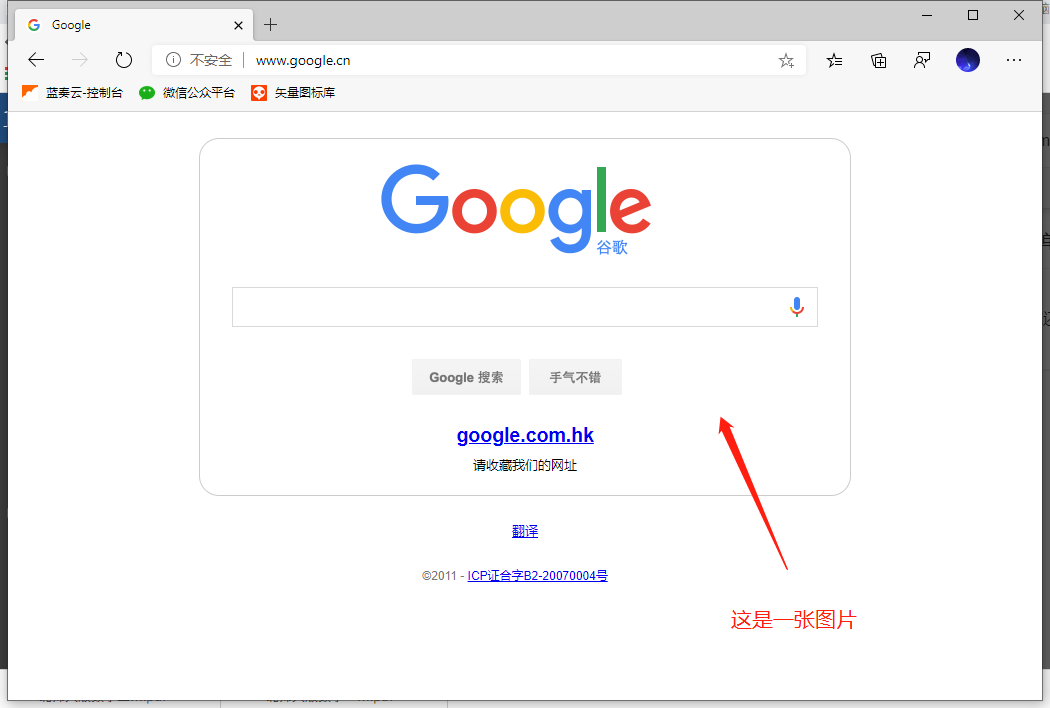 Google
不安全 www.google.cn
蓝奏云-控制台 微信公众平台 矢量图标库
Google
谷歌
Google 搜索 手气不错
google.com.hk
请收藏我们的网址
翻译
©2011 - ICP证合字B2-20070004号
这是一张图片